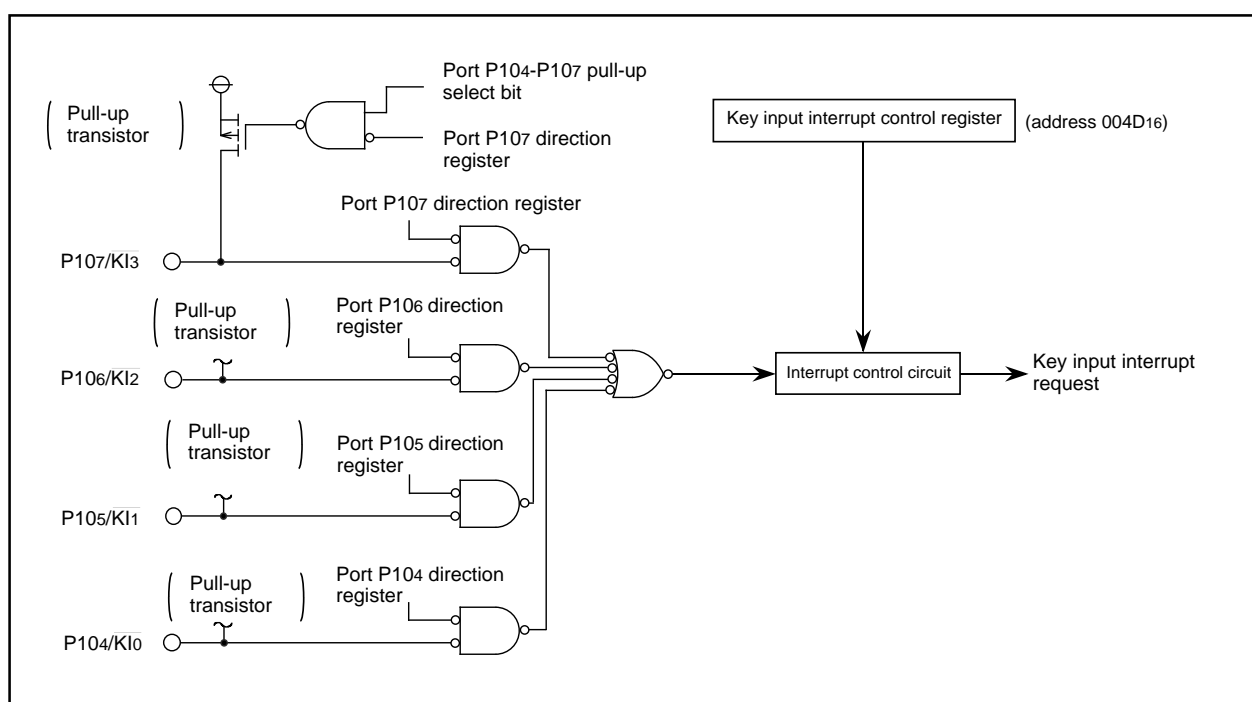 Port P104-P107 pull-up
select bit
Pull-up
transistor
Port P107 direction
register
Key input interrupt control register
(address 004D16)
Port P107 direction register
P107/KI3
Pull-up
transistor
Port P106 direction
register
P106/KI2
Interrupt control circuit
Key input interrupt
request
Pull-up
transistor
Port P105 direction
register
P105/KI1
Pull-up
transistor
Port P104 direction
register
P104/KI0